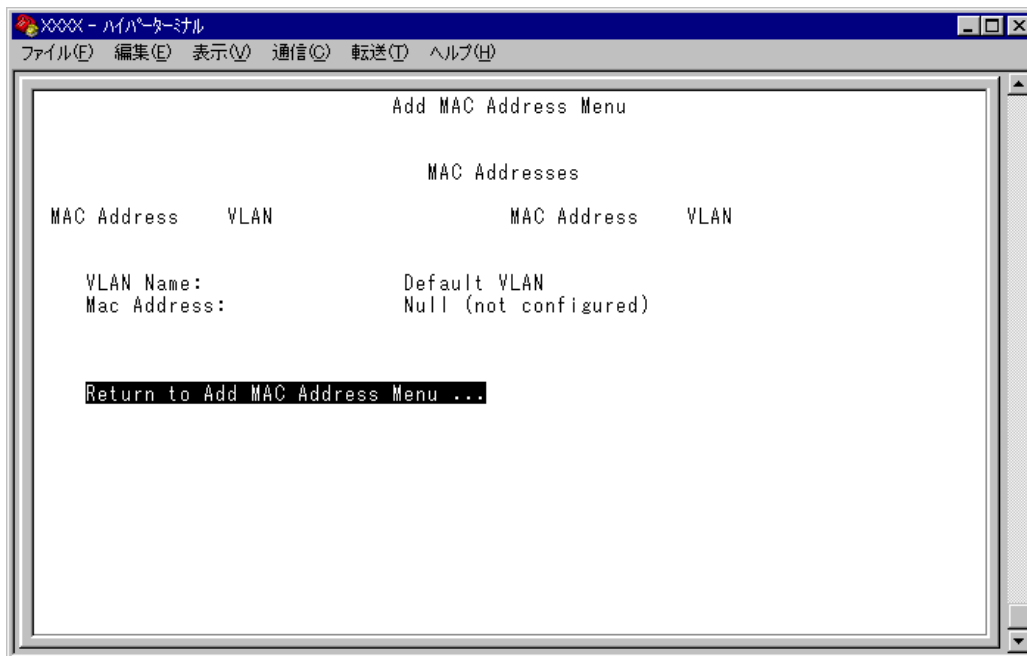 XXXX - ハイパーターミナル
ファイル(F) 編集(E) 表示(V) 通信(C) 転送(T) ヘルプ(H)
Add MAC Address Menu
MAC Addresses
MAC Address VLAN MAC Address VLAN
VLAN Name: Default VLAN
Mac Address: Null (not configured)
Return to Add MAC Address Menu ...